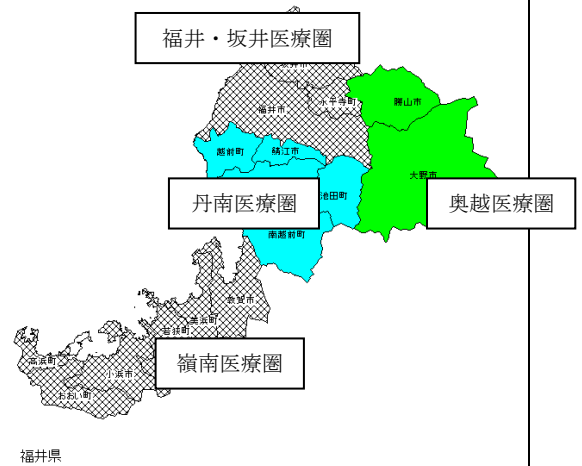 福井・坂井医療圏
坂井市
永平寺町
勝山市
福井市
越前町
鯖江市
大野市
池田町
丹南医療圏
奥越医療圏
南越前町
敦賀市
美浜町
若狭町
嶺南医療圏
高浜町
小浜市
おおい町
福井県